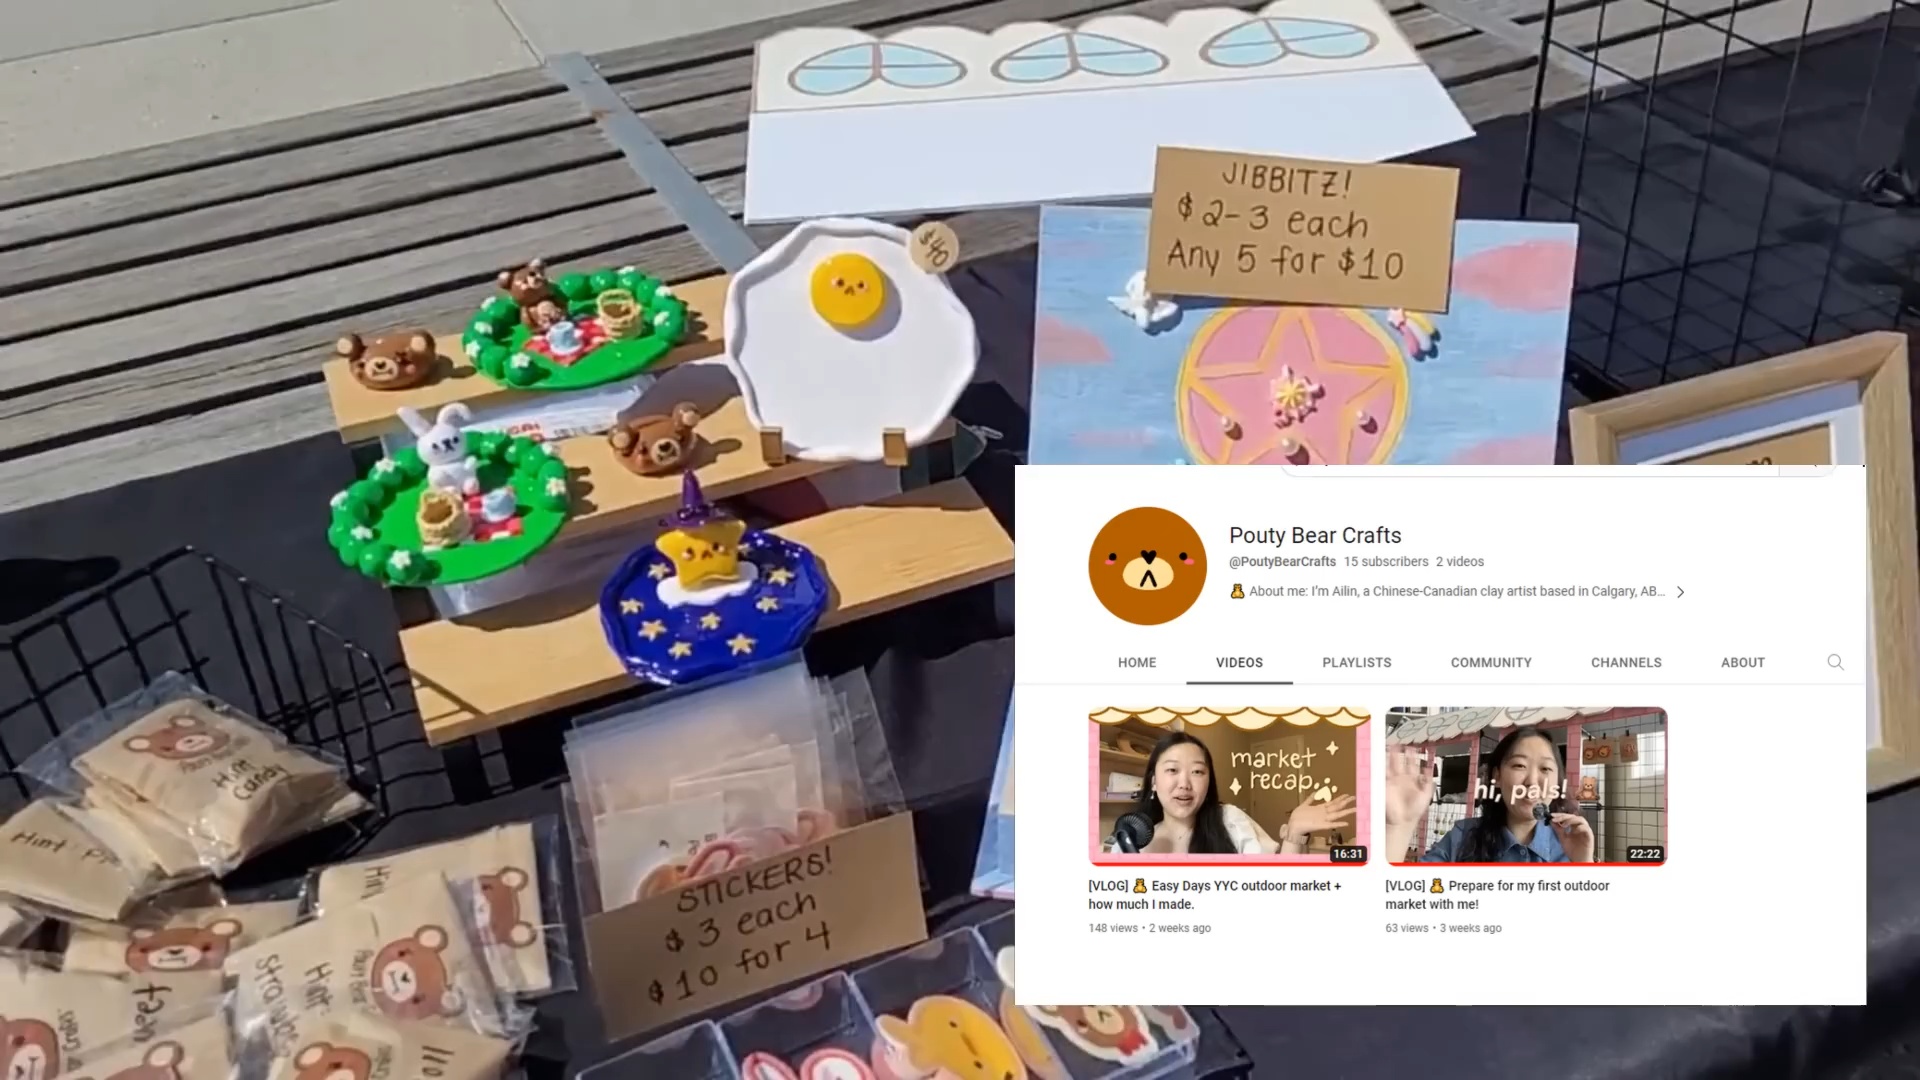 JIBBITZ!
$2-3 each
Any 5 for $10
Hint
Candy
Hint
Hint
STICKERS!
$3 each
$10 for 4
Pouty Bear Crafts
@PoutyBearCrafts 15 subscribers 2 videos
🧸 About me: I'm Ailin, a Chinese-Canadian clay artist based in Calgary, AB...
HOME VIDEOS PLAYLISTS COMMUNITY CHANNELS ABOUT
market
recap
16:31
hi, pals!
22:22
[VLOG] 🧸 Easy Days YYC outdoor market +
how much I made.
148 views • 2 weeks ago
[VLOG] 🧸 Prepare for my first outdoor
market with me!
63 views • 3 weeks ago